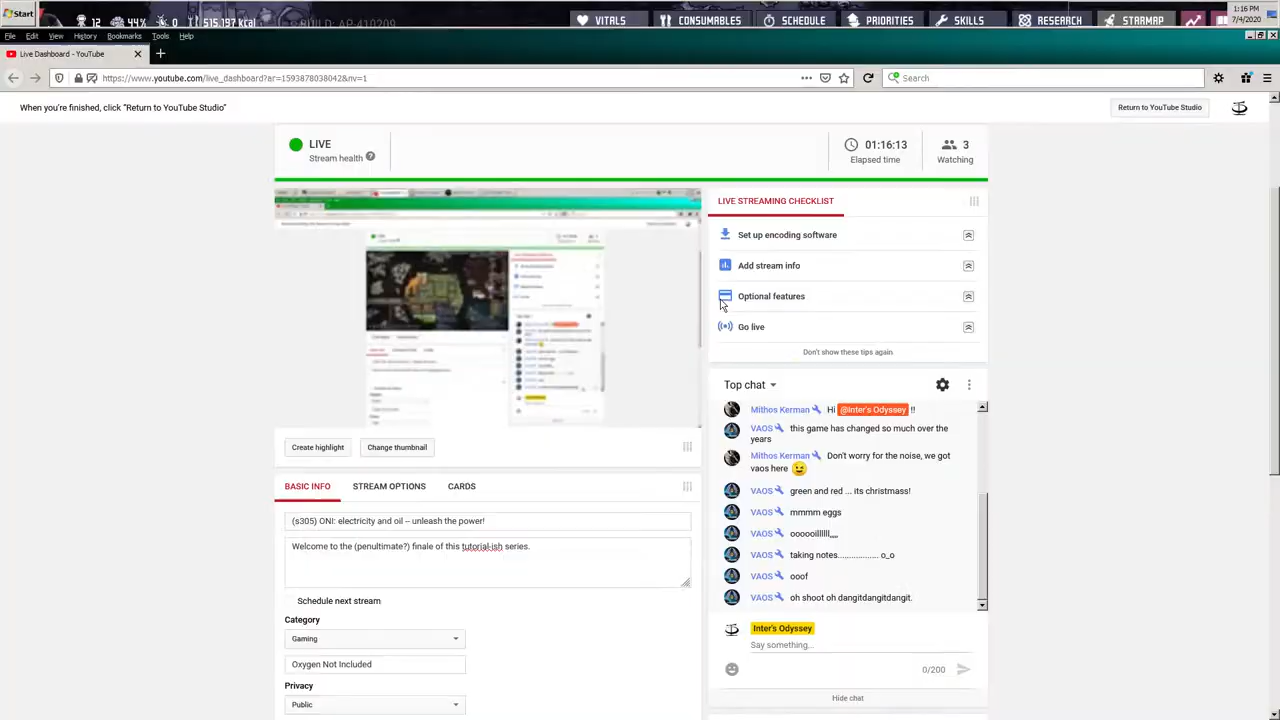 Start
12 44% 0 515.197 kcal
BUILD: AP-410209
VITALS CONSUMABLES SCHEDULE PRIORITIES SKILLS RESEARCH STARMAP
1:16 PM
7/4/2020
File Edit View History Bookmarks Tools Help
Live Dashboard - YouTube
https://www.youtube.com/live_dashboard?ar=1593878038042&nv=1
Search
When you're finished, click "Return to YouTube Studio"
Return to YouTube Studio
LIVE
Stream health
01:16:13
Elapsed time
3
Watching
LIVE STREAMING CHECKLIST
Set up encoding software
Add stream info
Optional features
Go live
Don't show these tips again.
Create highlight
Change thumbnail
BASIC INFO
STREAM OPTIONS
CARDS
(s305) ONI: electricity and oil -- unleash the power!
Welcome to the (penultimate?) finale of this tutorial-ish series.
Schedule next stream
Category
Gaming
Oxygen Not Included
Privacy
Public
Top chat
Mithos Kerman Hi @Inter's Odyssey !!
VAOS this game has changed so much over the
years
Mithos Kerman Don't worry for the noise, we got
vaos here
VAOS green and red ... its christmass!
VAOS mmmm eggs
VAOS oooooillllll,,,,
VAOS taking notes................. o_o
VAOS ooof
VAOS oh shoot oh dangitdangitdangit.
Inter's Odyssey
Say something...
0/200
Hide chat